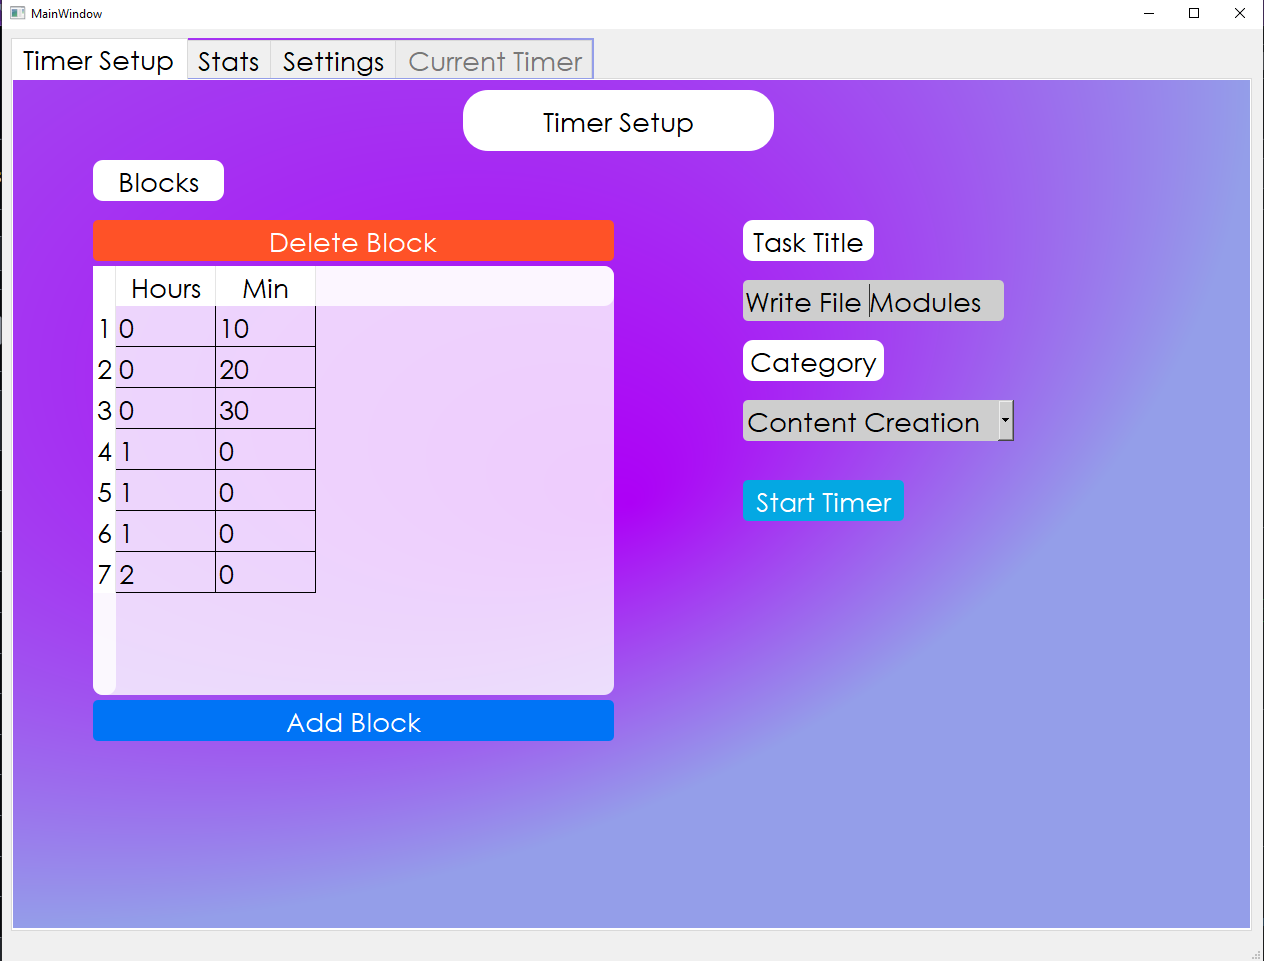 MainWindow
Timer Setup Stats Settings Current Timer
Timer Setup
Blocks
Delete Block
Hours Min
1 0 10
2 0 20
3 0 30
4 1 0
5 1 0
6 1 0
7 2 0
Add Block
Task Title
Write File Modules
Category
Content Creation
Start Timer